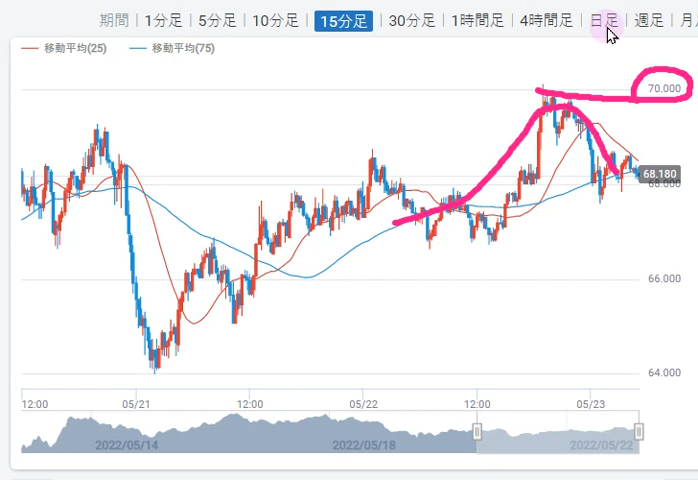 期間 | 1分足 | 5分足 | 10分足 | 15分足 | 30分足 | 1時間足 | 4時間足 | 日足 | 週足 | 月
移動平均(25) 移動平均(75)
70.000
68.180
68.000
66.000
64.000
12:00 05/21 12:00 05/22 12:00 05/23
2022/05/14 2022/05/18 2022/05/22